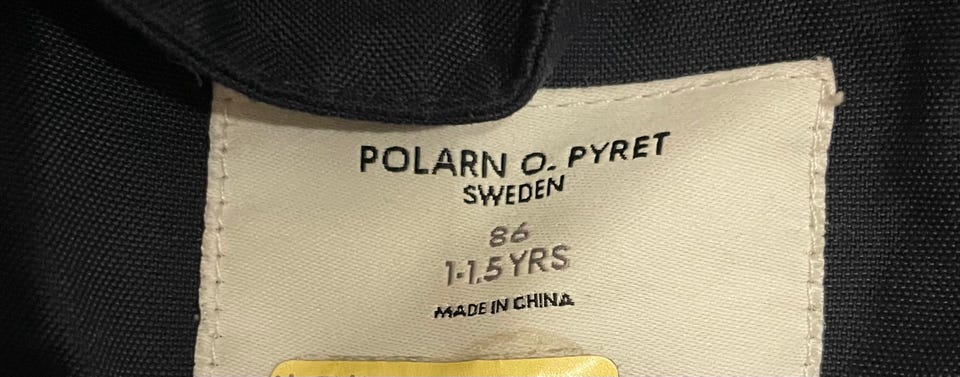 POLARN O. PYRET
SWEDEN
86
1-1,5 YRS
MADE IN CHINA